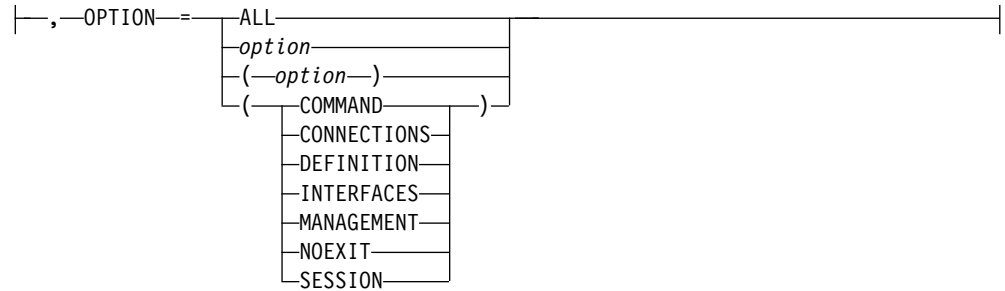 , OPTION = ALL
option
( option )
( COMMAND )
CONNECTIONS
DEFINITION
INTERFACES
MANAGEMENT
NOEXIT
SESSION